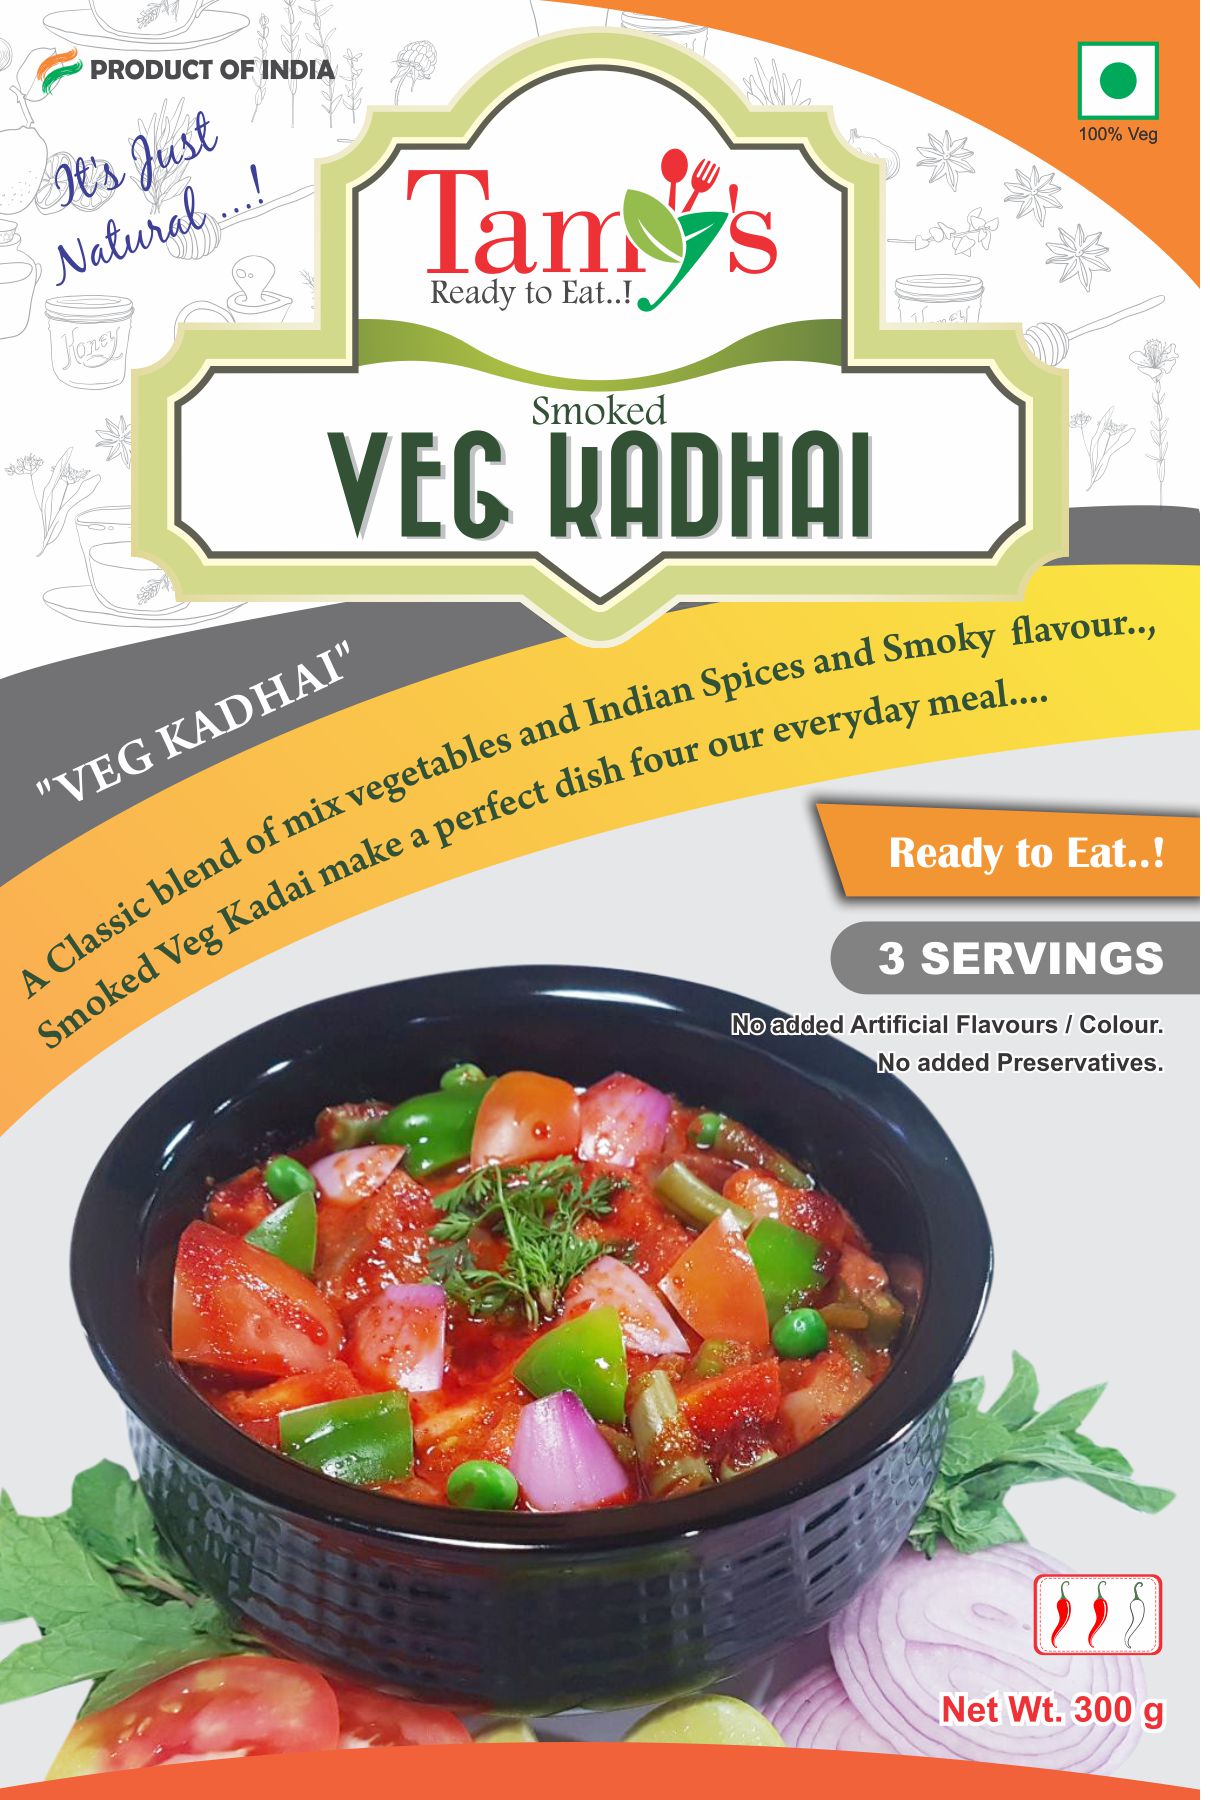 PRODUCT OF INDIA
100% Veg
It's Just
Natural ...!
Tamy's
Ready to Eat..!
Honey
Honey
Smoked
VEG KADHAI
"VEG KADHAI"
A Classic blend of mix vegetables and Indian Spices and Smoky flavour..,
Smoked Veg Kadai make a perfect dish four our everyday meal....
Ready to Eat..!
3 SERVINGS
No added Artificial Flavours / Colour.
No added Preservatives.
Net Wt. 300 g